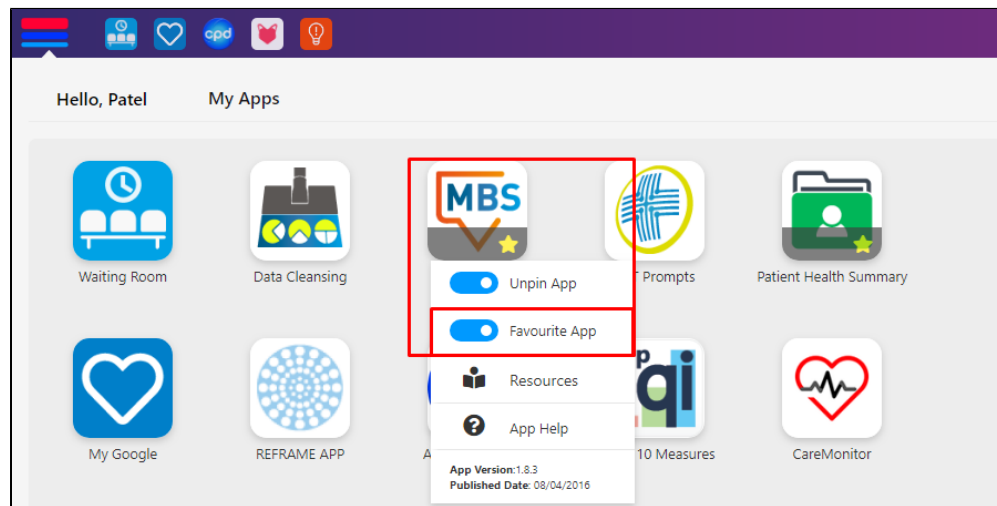 cpd
Hello, Patel
My Apps
MBS
Waiting Room
Data Cleansing
Prompts
Patient Health Summary
Unpin App
Favourite App
Resources
App Help
App Version:1.8.3
Published Date: 08/04/2016
p
qi
My Google
REFRAME APP
A
10 Measures
CareMonitor